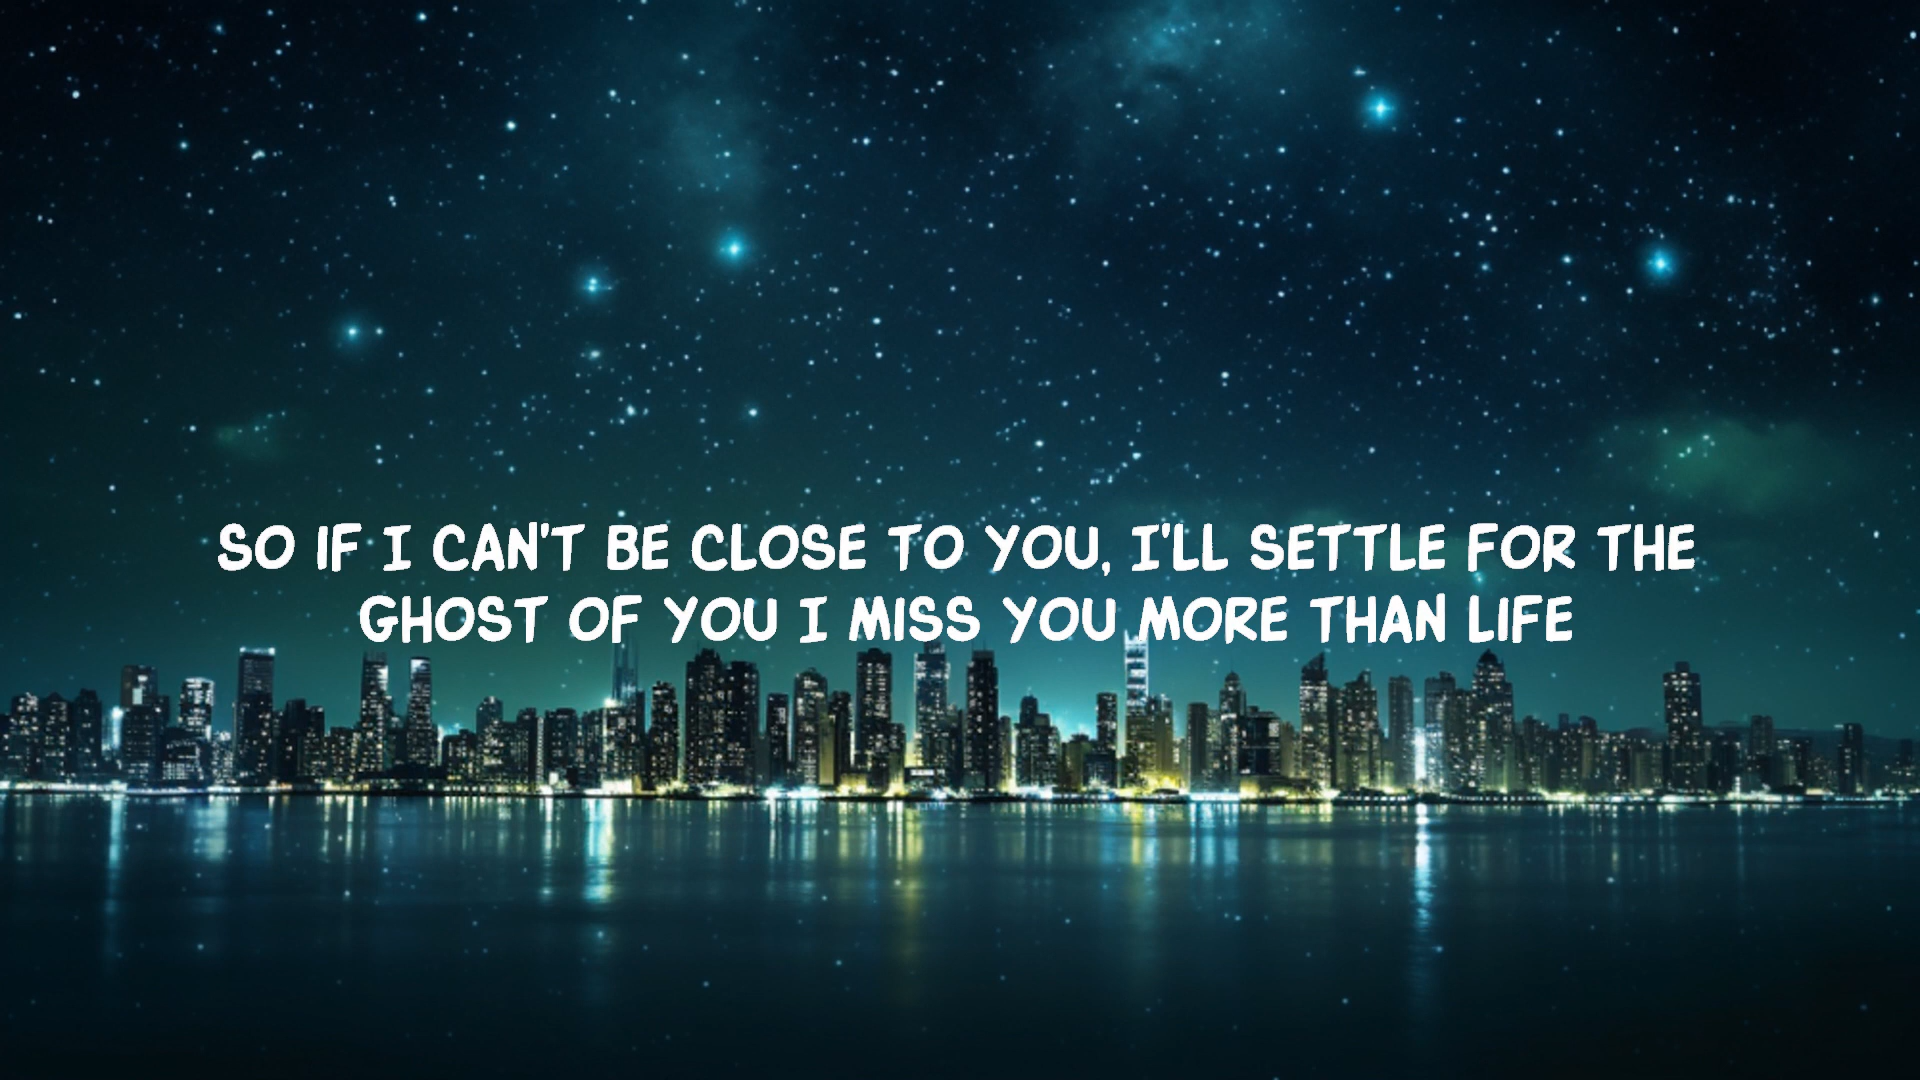 SO IF I CAN'T BE CLOSE TO YOU, I'LL SETTLE FOR THE
GHOST OF YOU I MISS YOU MORE THAN LIFE